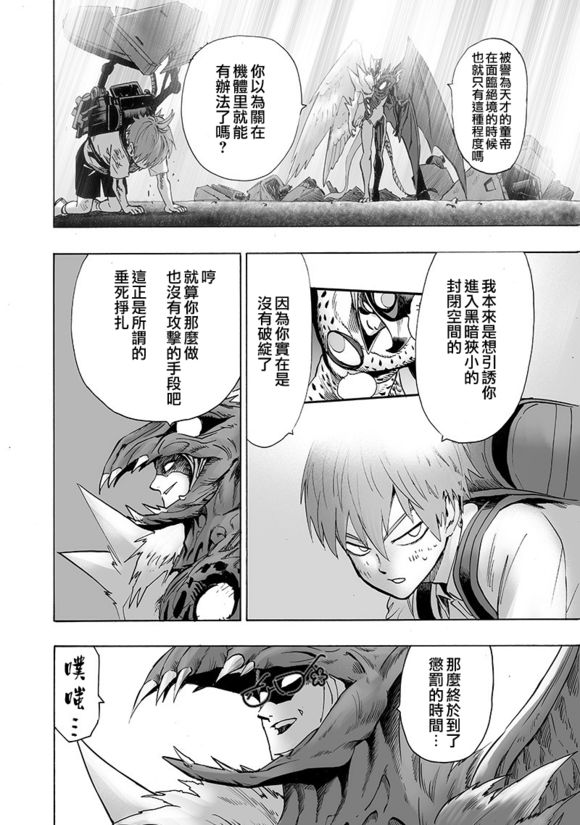 被譽為天才的童帝
在面臨絕境的時候
也就只有這種程度嗎
你以為關在
機體里就能
有辦法了嗎?
我本來是想引誘你
進入黑暗狹小的
封閉空間的
因為你實在是
沒有破綻了
哼
就算你那麼做
也沒有攻擊的手段吧
這正是所謂的
垂死掙扎
那麼終於到了
懲罰的時間…
噗嗤…